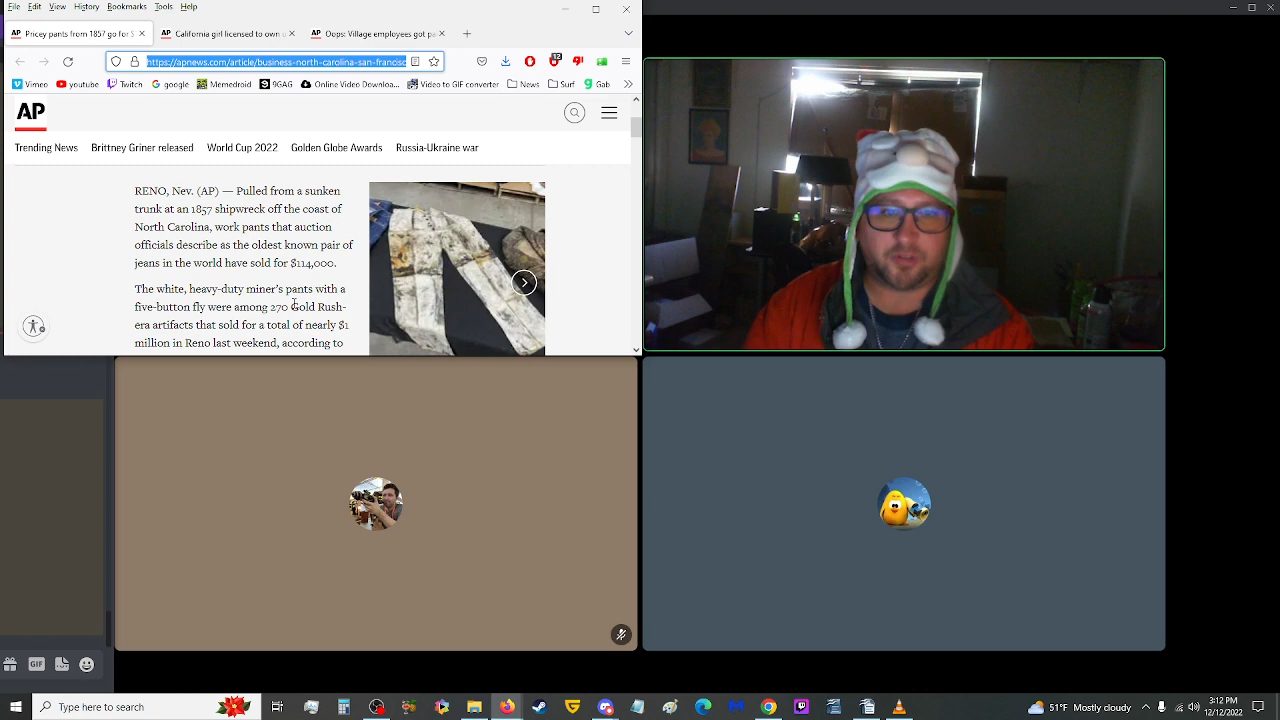 File Edit View History Bookmarks Tools Help
AP Pricey pants from 1857 go for $
AP California girl licensed to own u
AP Oops: Village employees got pa
https://apnews.com/article/business-north-carolina-san-francisc
12
Vimeo youtube Twitch google Memedroid 9GAG Online Video Downloa... Video to GIF converter News Surf Gab
AP
Trending News Brittney Griner released World Cup 2022 Golden Globe Awards Russia-Ukraine war
RENO, Nev. (AP) — Pulled from a sunken
trunk at an 1857 shipwreck off the coast of
North Carolina, work pants that auction
officials describe as the oldest known pair of
jeans in the world have sold for $114,000.
The white, heavy-duty miner's pants with a
five-button fly were among 270 Gold Rush-
era artifacts that sold for a total of nearly $1
million in Reno last weekend, according to
GIF
Type here to search
51°F Mostly cloudy
3:12 PM
12/12/2022